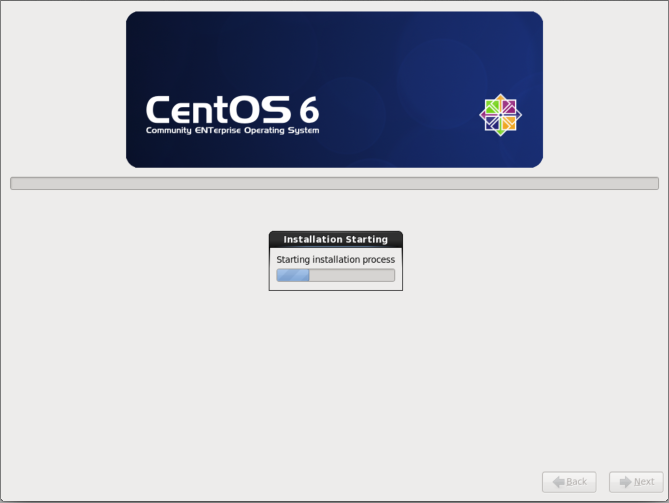 CentOS 6
Community ENTerprise Operating System
Installation Starting
Starting installation process
Back
Next